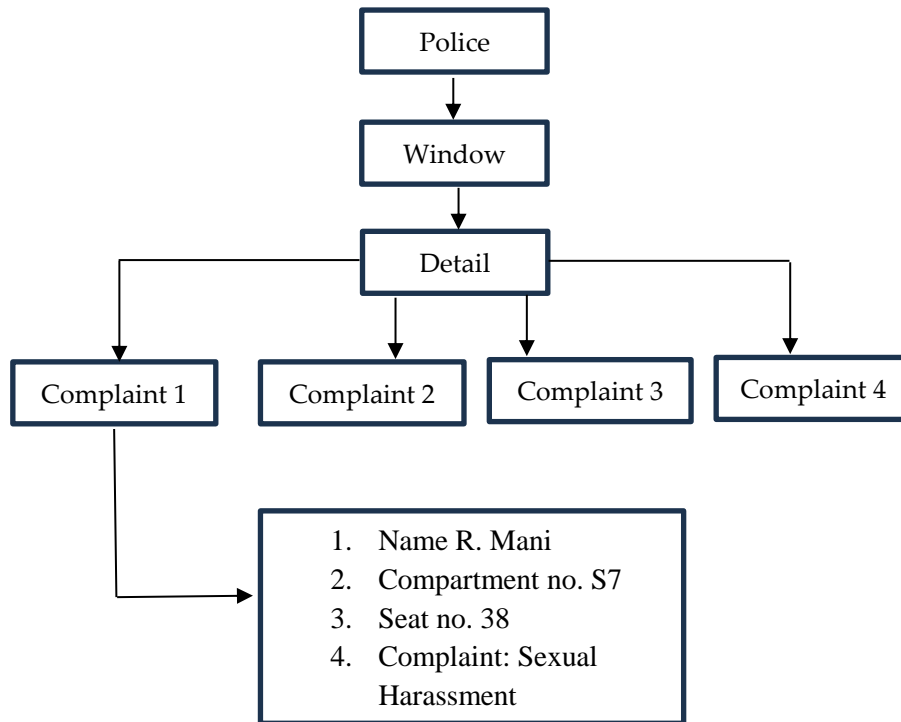 Police
Window
Detail
Complaint 1
Complaint 2
Complaint 3
Complaint 4
1. Name R. Mani
2. Compartment no. S7
3. Seat no. 38
4. Complaint: Sexual
Harassment